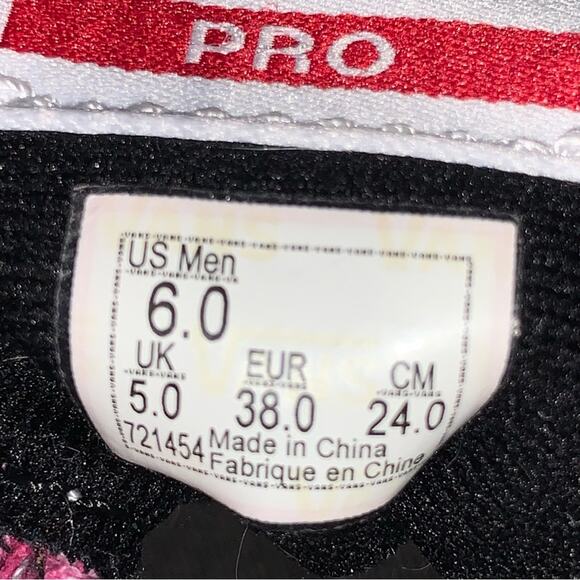 PRO
US Men
6.0
UK EUR CM
5.0 38.0 24.0
721454 Made in China
Fabrique en Chine